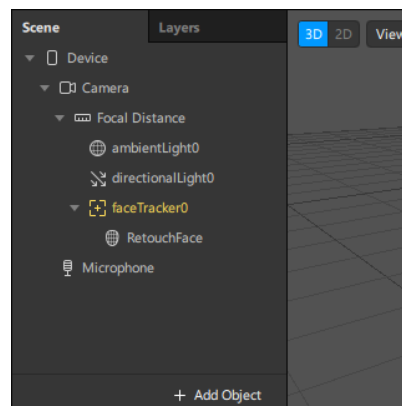 Scene Layers
3D 2D View
Device
Camera
Focal Distance
ambientLight0
directionalLight0
faceTracker0
RetouchFace
Microphone
+ Add Object